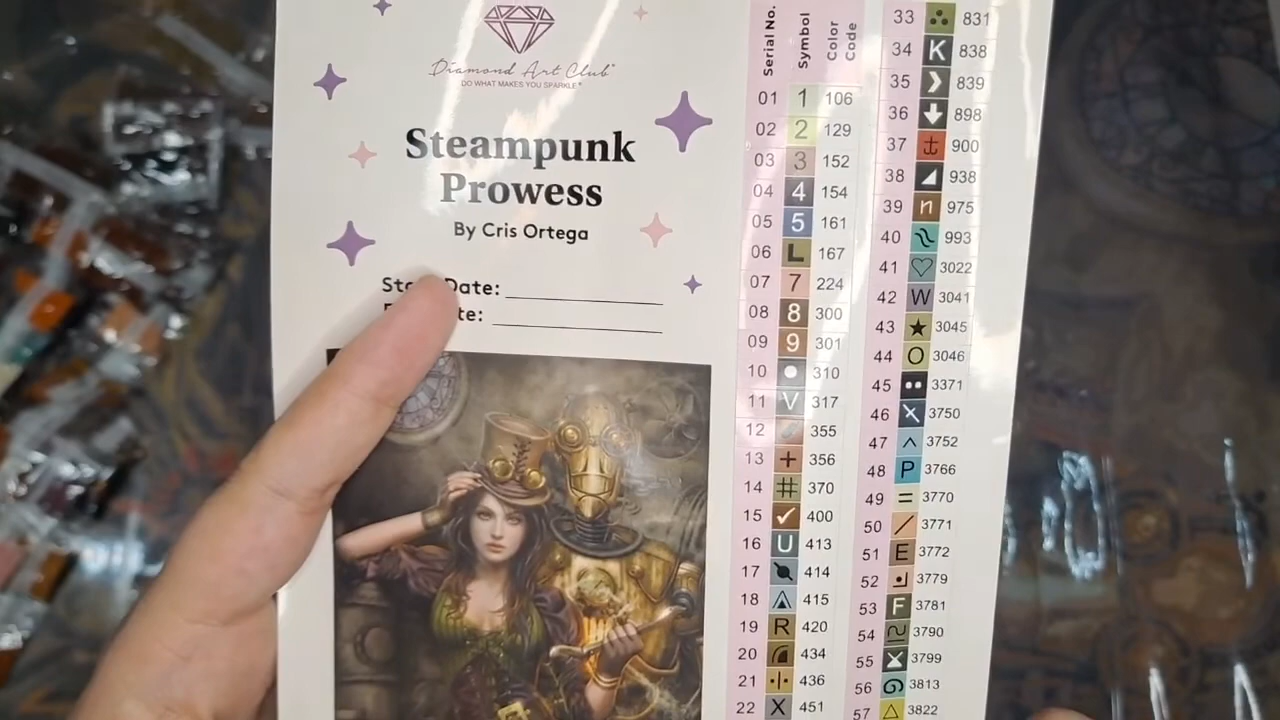 Diamond Art Club
DO WHAT MAKES YOU SPARKLE
Steampunk
Prowess
By Cris Ortega
Date:
Serial No. Symbol Color Code
01 1 106
02 2 129
03 3 152
04 4 154
05 5 161
06 L 167
07 7 224
08 8 300
09 9 301
10 310
11 V 317
12 355
13 + 356
14 # 370
15 ✓ 400
16 U 413
17 414
18 415
19 R 420
20 434
21 436
22 X 451
33 831
34 K 838
35 839
36 898
37 900
38 938
39 n 975
40 993
41 ♡ 3022
42 W 3041
43 ★ 3045
44 O 3046
45 3371
46 3750
47 ^ 3752
48 P 3766
49 = 3770
50 / 3771
51 E 3772
52 3779
53 F 3781
54 3790
55 3799
56 G 3813
57 △ 3822